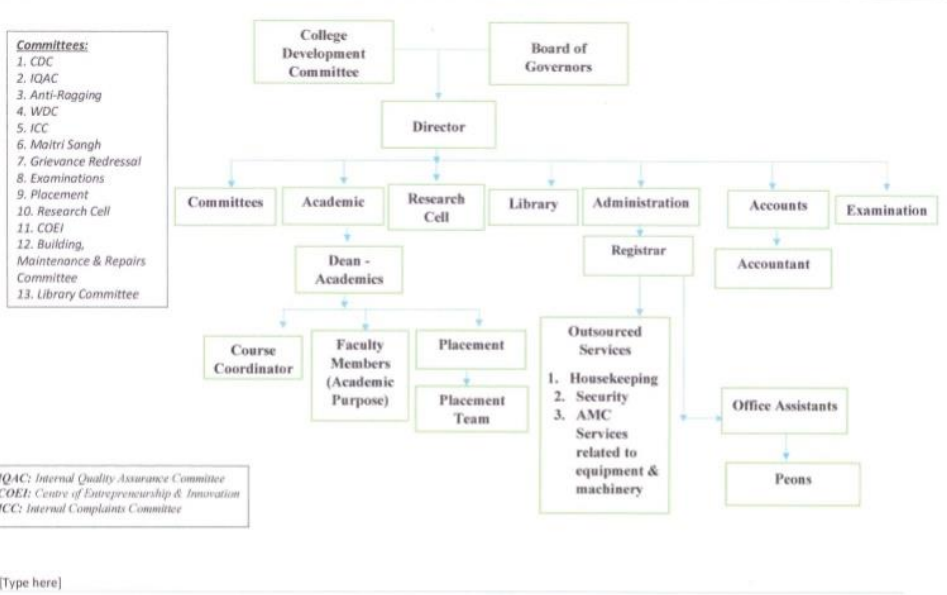 Committees:
1. CDC
2. IQAC
3. Anti-Ragging
4. WDC
5. ICC
6. Maitri Sangh
7. Grievance Redressal
8. Examinations
9. Placement
10. Research Cell
11. COEI
12. Building,
Maintenance & Repairs
Committee
13. Library Committee
College
Development
Committee
Board of
Governors
Director
Committees
Academic
Research
Cell
Library
Administration
Accounts
Examination
Registrar
Accountant
Dean -
Academics
Course
Coordinator
Faculty
Members
(Academic
Purpose)
Placement
Placement
Team
Outsourced
Services
1. Housekeeping
2. Security
3. AMC
Services
related to
equipment &
machinery
Office Assistants
Peons
IQAC: Internal Quality Assurance Committee
COEI: Centre of Entrepreneurship & Innovation
ICC: Internal Complaints Committee
[Type here]